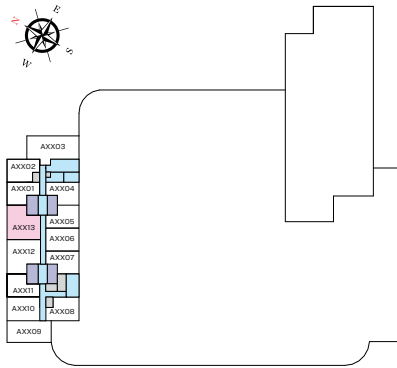 N
E
S
W
AXX03
AXX02
AXX01 AXX04
AXX13 AXX05
AXX06
AXX12 AXX07
AXX11
AXX10 AXX08
AXX09